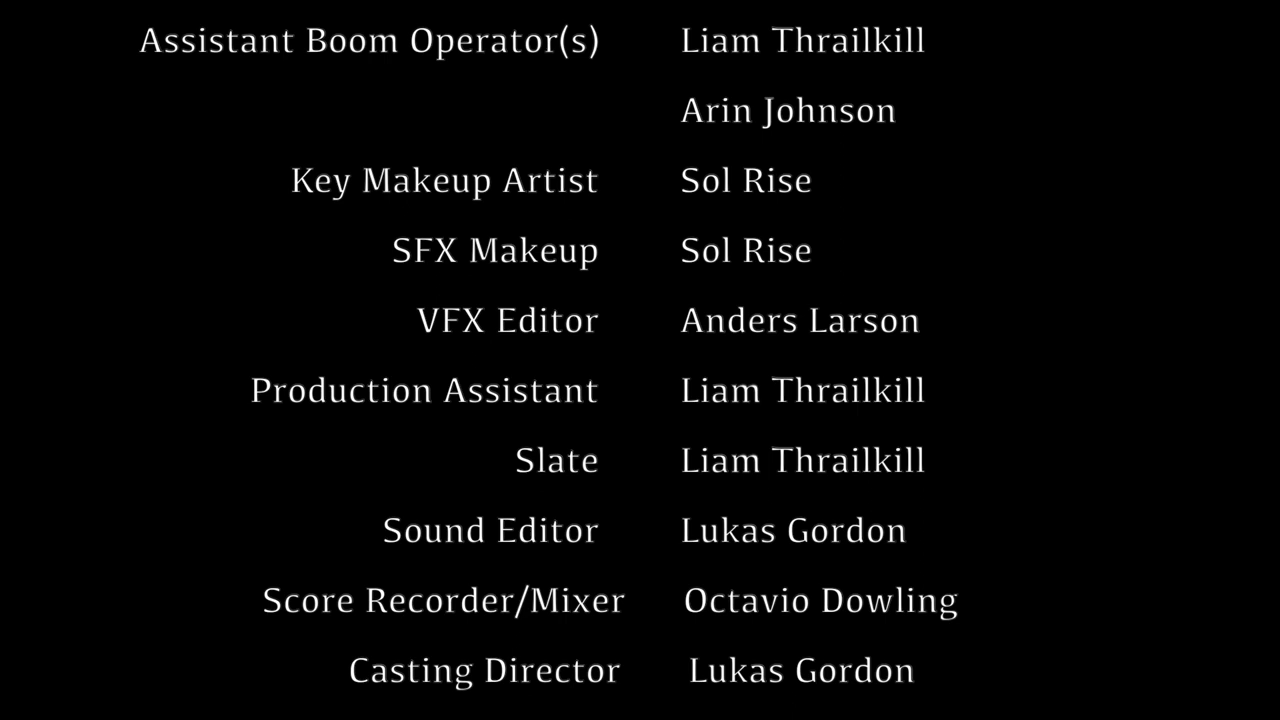 Assistant Boom Operator(s) Liam Thrailkill
Arin Johnson
Key Makeup Artist Sol Rise
SFX Makeup Sol Rise
VFX Editor Anders Larson
Production Assistant Liam Thrailkill
Slate Liam Thrailkill
Sound Editor Lukas Gordon
Score Recorder/Mixer Octavio Dowling
Casting Director Lukas Gordon